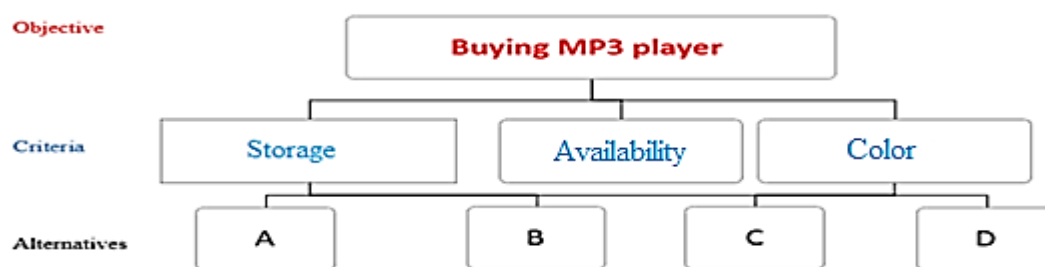 Objective
Buying MP3 player
Criteria
Storage
Availability
Color
Alternatives
A
B
C
D